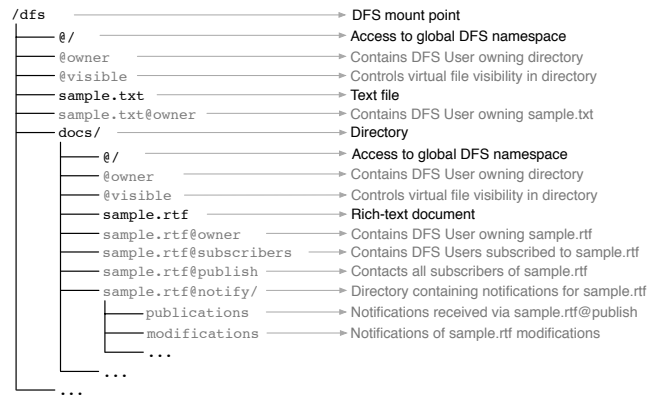 /dfs DFS mount point
@/ Access to global DFS namespace
@owner Contains DFS User owning directory
@visible Controls virtual file visibility in directory
sample.txt Text file
sample.txt@owner Contains DFS User owning sample.txt
docs/ Directory
@/ Access to global DFS namespace
@owner Contains DFS User owning directory
@visible Controls virtual file visibility in directory
sample.rtf Rich-text document
sample.rtf@owner Contains DFS User owning sample.rtf
sample.rtf@subscribers Contains DFS Users subscribed to sample.rtf
sample.rtf@publish Contacts all subscribers of sample.rtf
sample.rtf@notify/ Directory containing notifications for sample.rtf
publications Notifications received via sample.rtf@publish
modifications Notifications of sample.rtf modifications
...
...
...